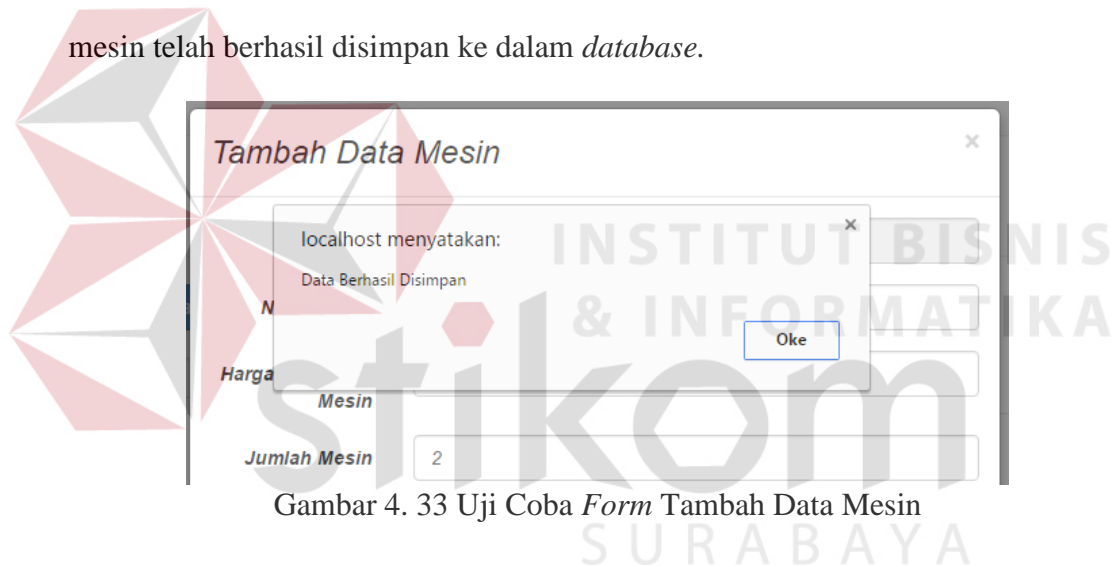 mesin telah berhasil disimpan ke dalam database.
Tambah Data Mesin
×
localhost menyatakan:
×
Data Berhasil Disimpan
N
Oke
Harga
Mesin
Jumlah Mesin 2
Gambar 4. 33 Uji Coba Form Tambah Data Mesin
INSTITUT BISNIS
& INFORMATIKA
stikom
SURABAYA